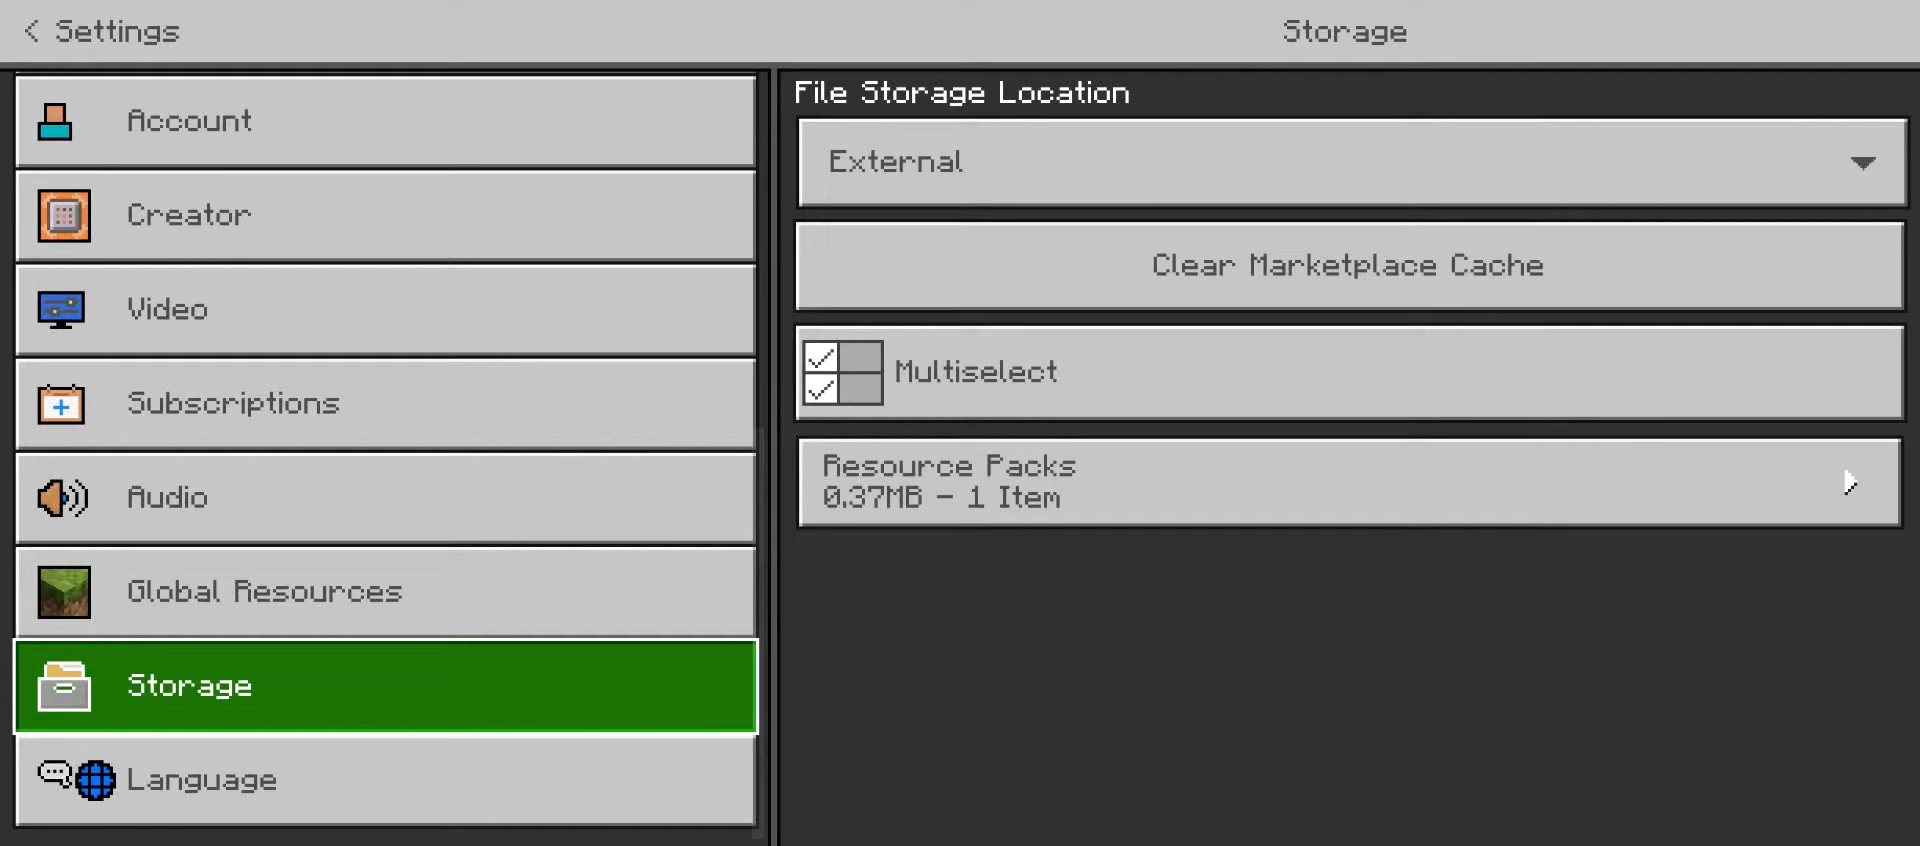 Settings
Storage
Account
Creator
Video
Subscriptions
Audio
Global Resources
Storage
Language
File Storage Location
External
Clear Marketplace Cache
Multiselect
Resource Packs
0.37MB - 1 Item